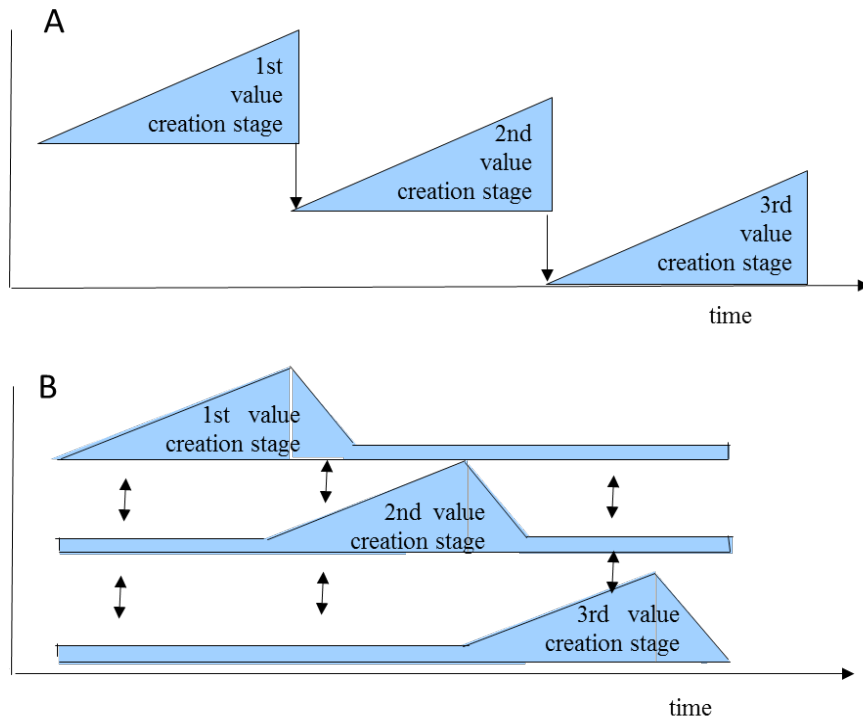 A
1st
value
creation stage
2nd
value
creation stage
3rd
value
creation stage
time
B
1st value
creation stage
2nd value
creation stage
3rd value
creation stage
time